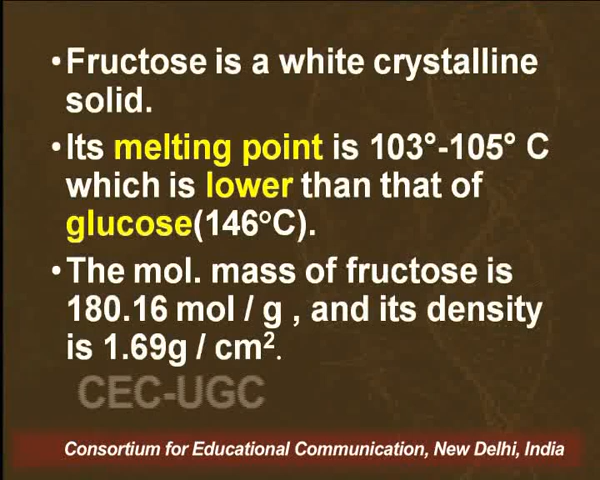 •Fructose is a white crystalline
solid.
•Its melting point is 103°-105° C
which is lower than that of
glucose(146°C).
•The mol. mass of fructose is
180.16 mol / g , and its density
is 1.69g / cm².
CEC-UGC
Consortium for Educational Communication, New Delhi, India